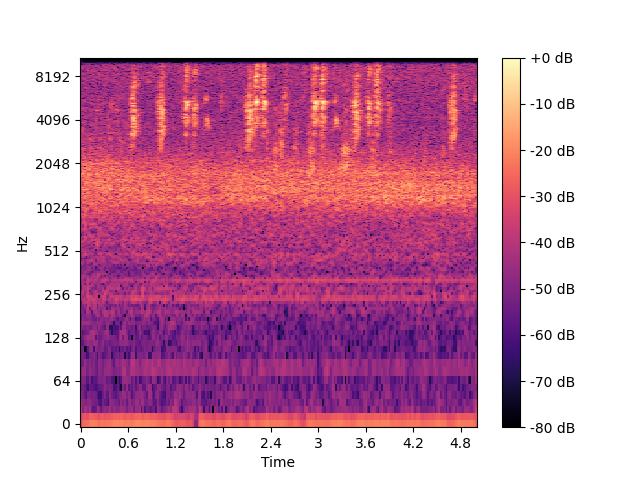 8192
4096
2048
1024
512
256
128
64
0
Hz
0 0.6 1.2 1.8 2.4 3 3.6 4.2 4.8
Time
+0 dB
-10 dB
-20 dB
-30 dB
-40 dB
-50 dB
-60 dB
-70 dB
-80 dB